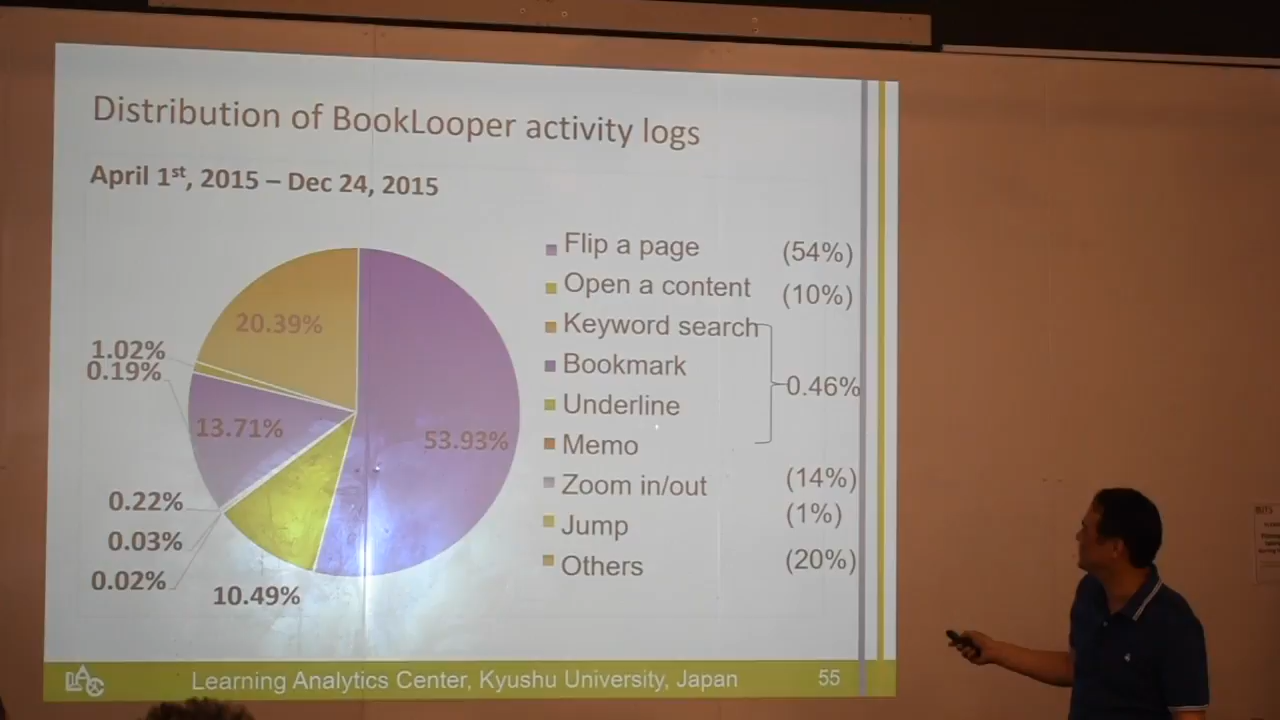 Distribution of BookLooper activity logs
April 1st, 2015 – Dec 24, 2015
20.39%
1.02%
0.19%
13.71%
53.93%
0.22%
0.03%
0.02%
10.49%
Flip a page (54%)
Open a content (10%)
Keyword search
Bookmark
0.46%
Underline
Memo
Zoom in/out (14%)
Jump (1%)
Others (20%)
LAC
Learning Analytics Center, Kyushu University, Japan 55